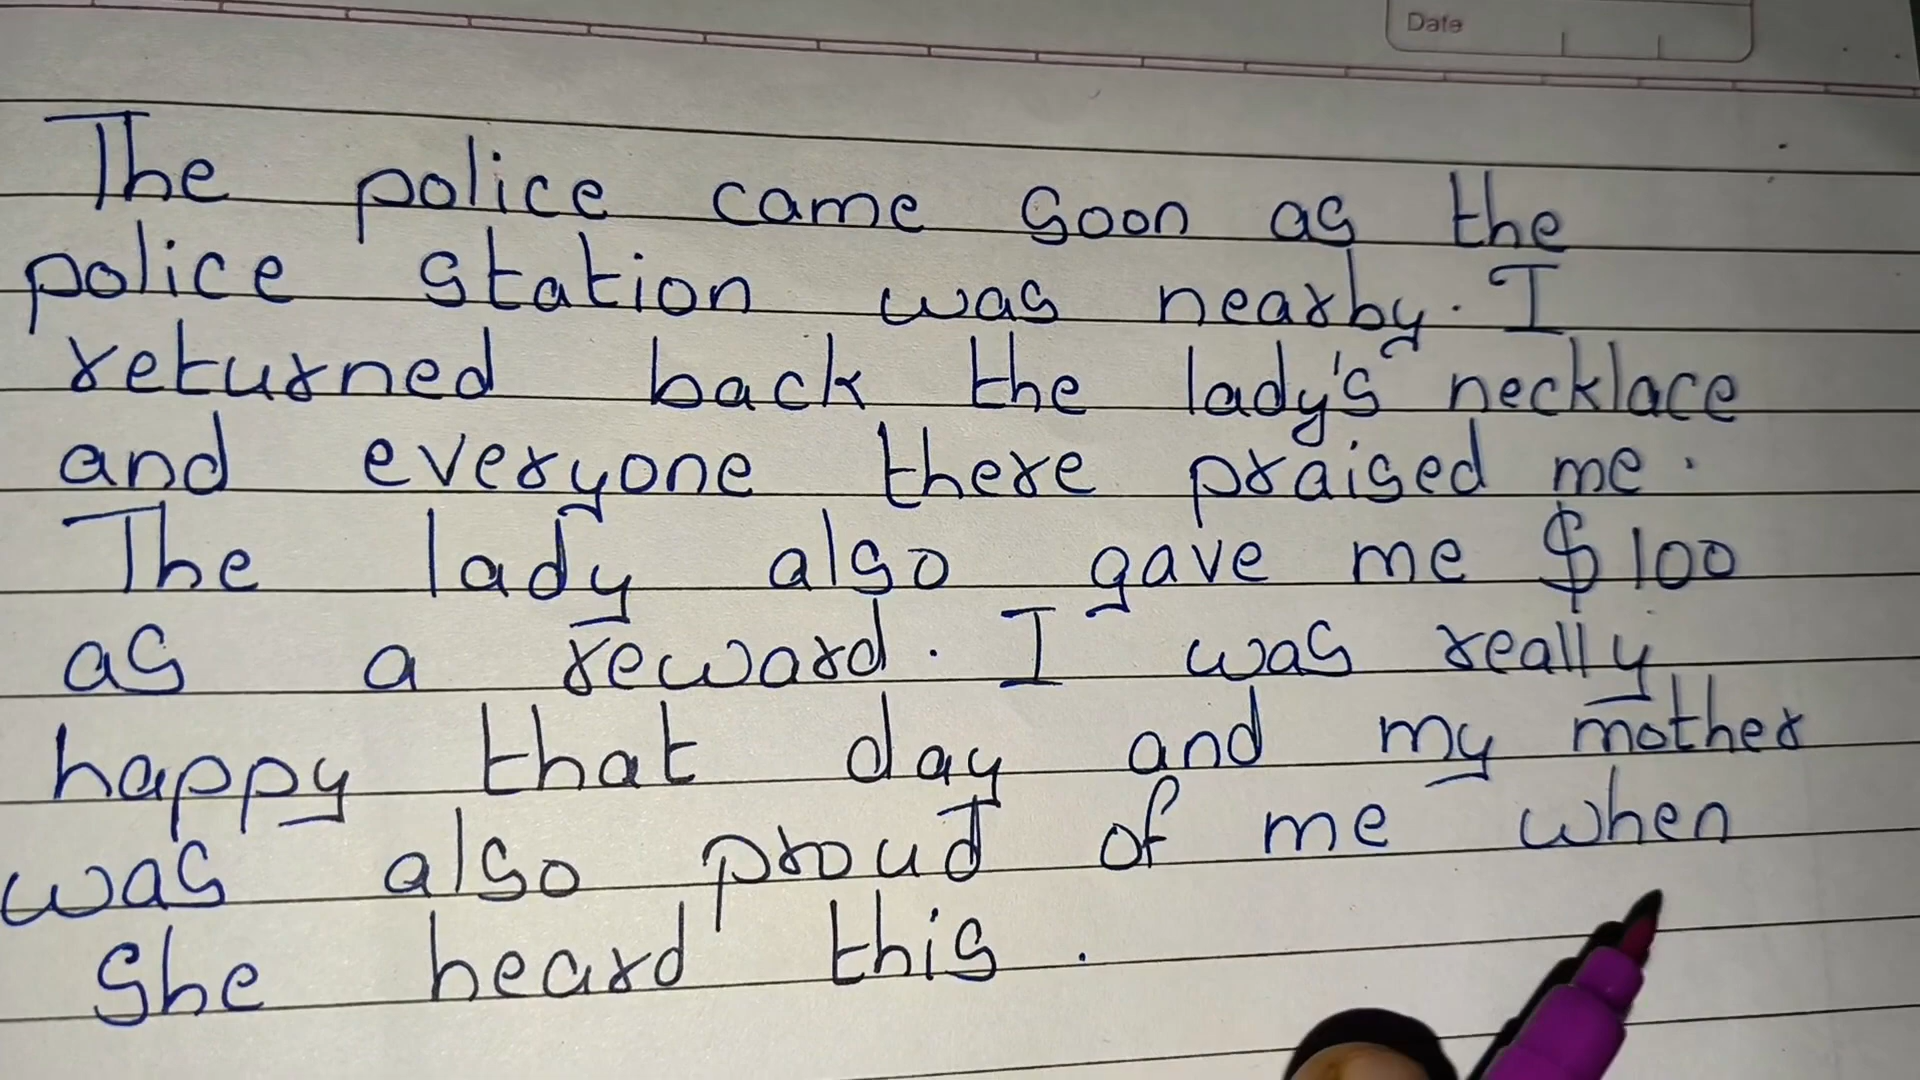 Date
The police came soon as the
police station was nearby. I
returned back the lady's necklace
and everyone there praised me.
The lady also gave me $100
as a reward. I was really
happy that day and my mother
was also proud of me when
She heard this.